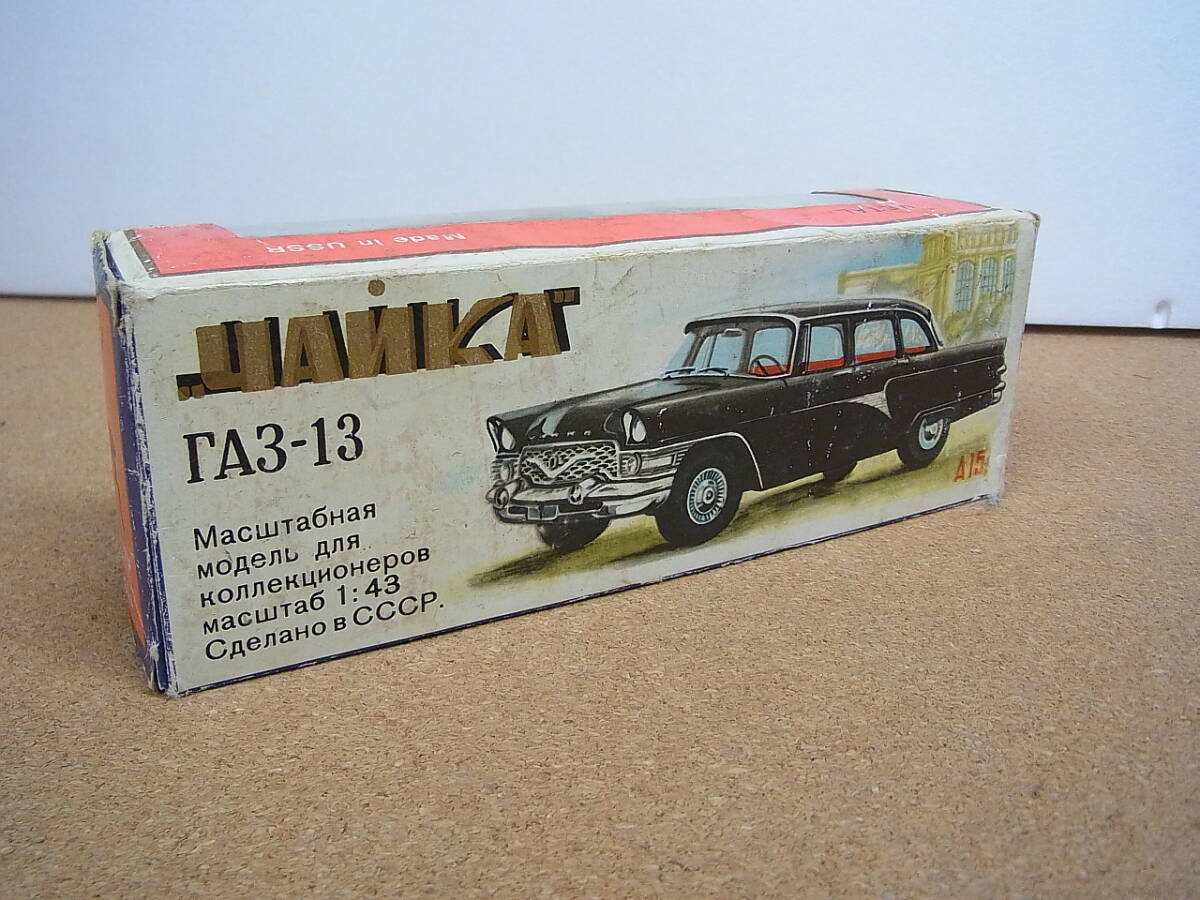 Made in USSR
„ЧАЙКА"
ГАЗ-13
Масштабная
модель для
коллекционеров
масштаб 1:43
Сделано в СССР.
А15